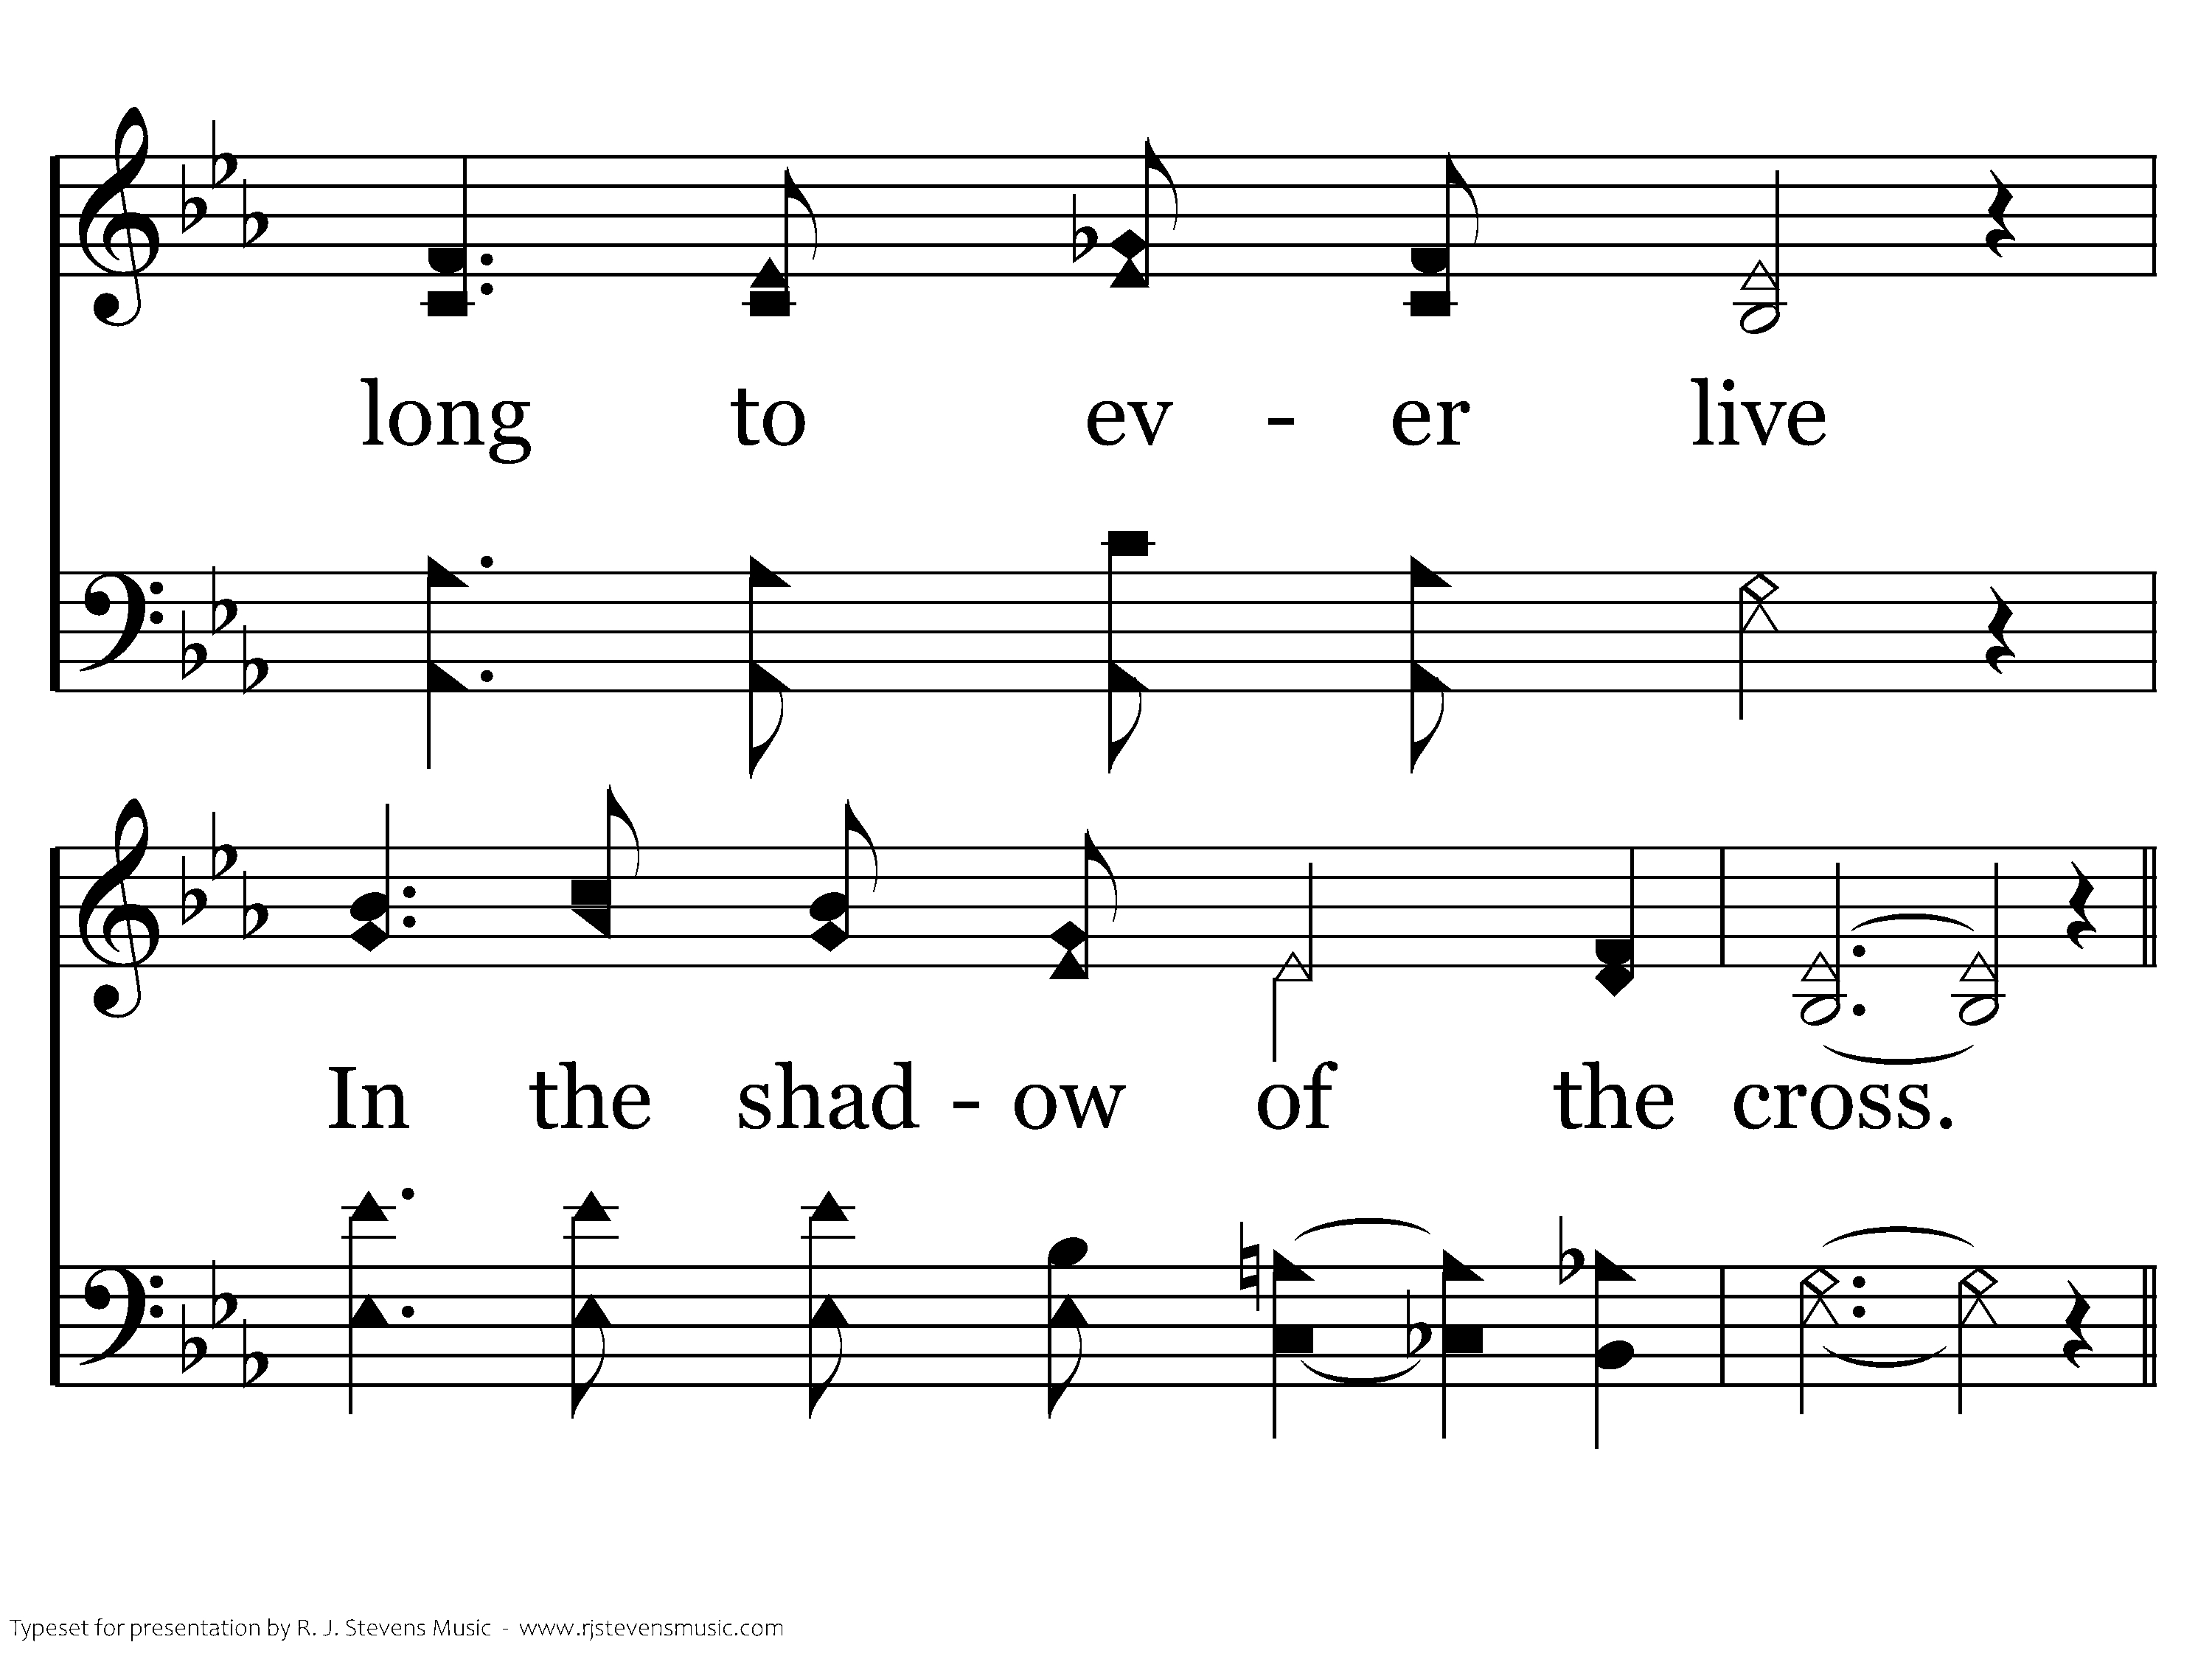 long to ev - er live
In the shad - ow of the cross.
Typeset for presentation by R. J. Stevens Music - www.rjstevensmusic.com